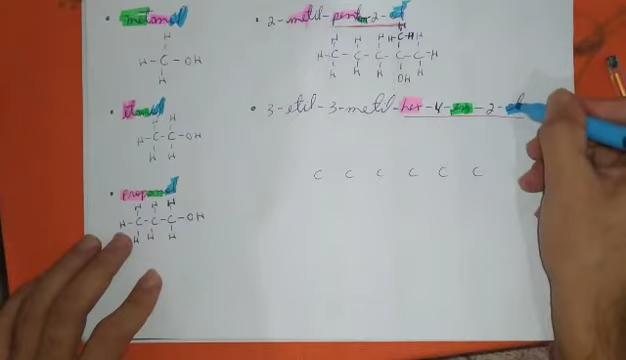 • metanol
H
H-C-OH
H
• etanol
H H
H-C-C-OH
H H
• propanol
H H H
H-C-C-C-OH
H H H
• 2-metil-pentan-2-ol
H
H H H H-C-H H
H-C-C-C-C-C-H
H H H OH H
• 3-etil-3-metil-hex-4-en-2-ol
C C C C C C